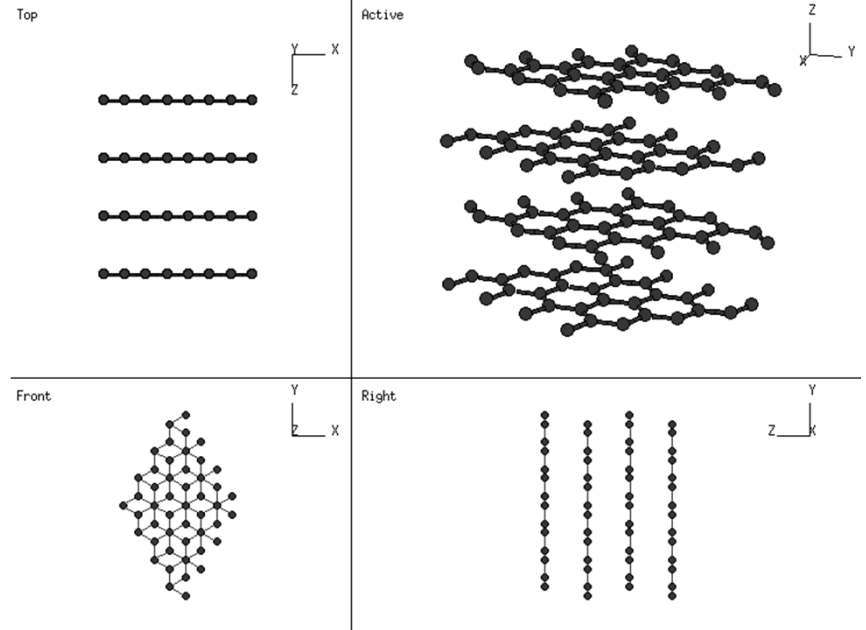 Top
Y X
Z
Active
Z
X Y
Front
Y
Z X
Right
Y
Z X